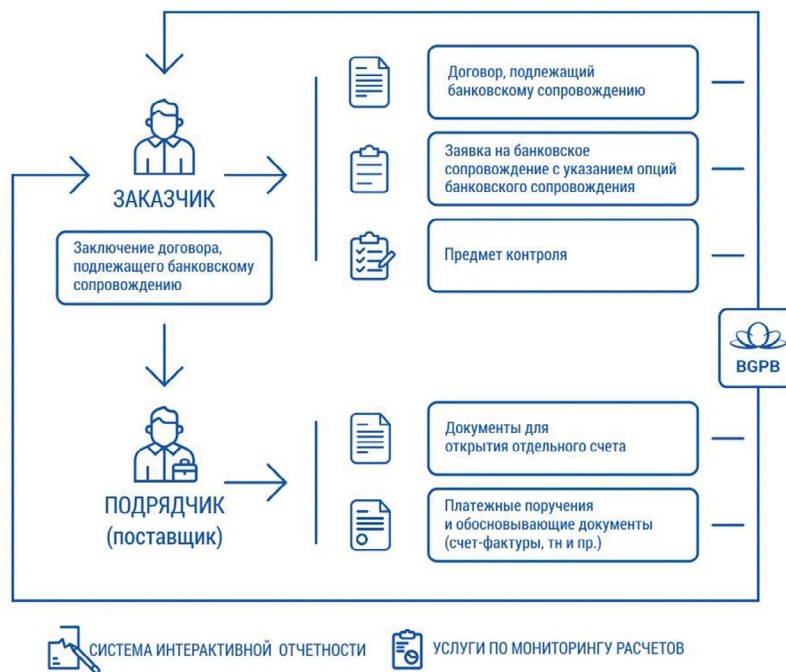 Договор, подлежащий
банковскому сопровождению
Заявка на банковское
сопровождение с указанием опций
банковского сопровождения
ЗАКАЗЧИК
Заключение договора,
подлежащего банковскому
сопровождению
Предмет контроля
BGPB
Документы для
открытия отдельного счета
ПОДРЯДЧИК
(поставщик)
Платежные поручения
и обосновывающие документы
(счет-фактуры, тн и пр.)
СИСТЕМА ИНТЕРАКТИВНОЙ ОТЧЕТНОСТИ
УСЛУГИ ПО МОНИТОРИНГУ РАСЧЕТОВ